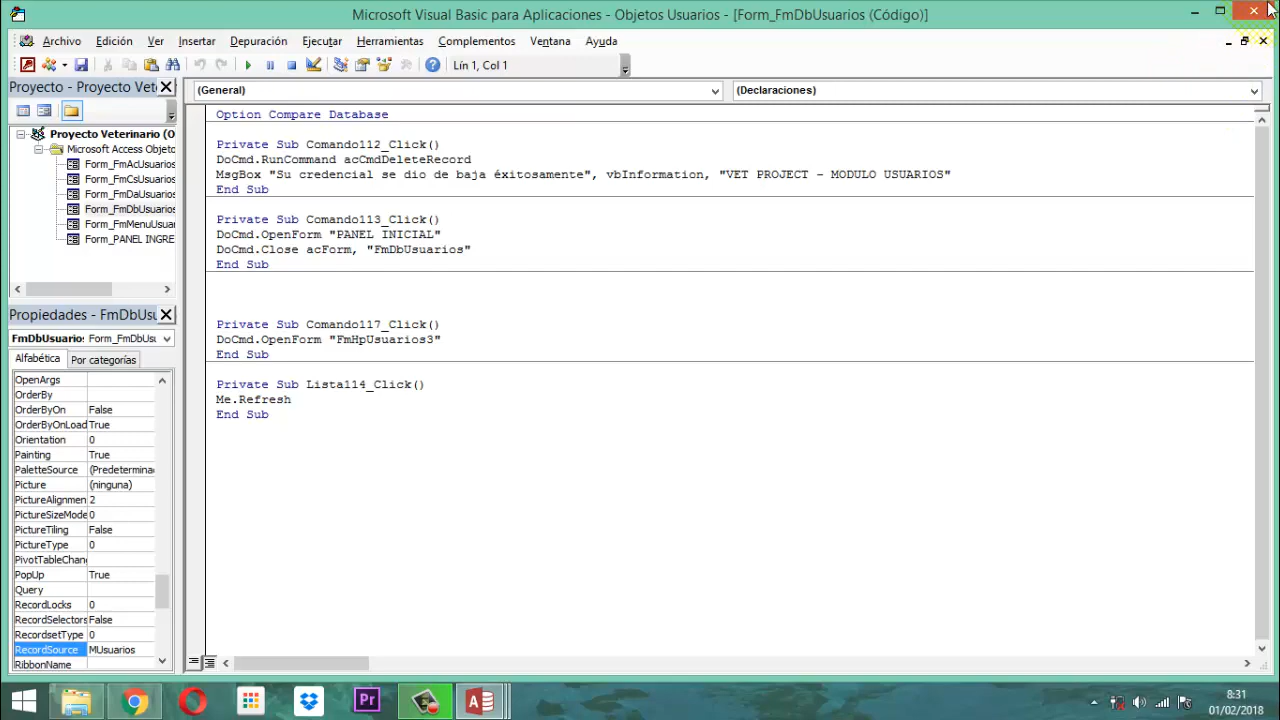 Microsoft Visual Basic para Aplicaciones - Objetos Usuarios - [Form_FmDbUsuarios (Código)]
Archivo Edición Ver Insertar Depuración Ejecutar Herramientas Complementos Ventana Ayuda
Lín 1, Col 1
Proyecto - Proyecto Vete
Proyecto Veterinario (O
Microsoft Access Objeto
Form_FmAcUsuarios
Form_FmCsUsuarios
Form_FmDaUsuarios
Form_FmDbUsuarios
Form_FmMenuUsuar
Form_PANEL INGRE
Propiedades - FmDbUsu
FmDbUsuario: Form_FmDbUsu
Alfabética Por categorías
OpenArgs
OrderBy
OrderByOn False
OrderByOnLoad True
Orientation 0
Painting True
PaletteSource (Predetermina
Picture (ninguna)
PictureAlignmen 2
PictureSizeMode 0
PictureTiling False
PictureType 0
PivotTableChang
PopUp True
Query
RecordLocks 0
RecordSelectors False
RecordsetType 0
RecordSource MUsuarios
RibbonName
(General) (Declaraciones)
Option Compare Database
Private Sub Comando112_Click()
DoCmd.RunCommand acCmdDeleteRecord
MsgBox "Su credencial se dio de baja éxitosamente", vbInformation, "VET PROJECT - MODULO USUARIOS"
End Sub
Private Sub Comando113_Click()
DoCmd.OpenForm "PANEL INICIAL"
DoCmd.Close acForm, "FmDbUsuarios"
End Sub
Private Sub Comando117_Click()
DoCmd.OpenForm "FmHpUsuarios3"
End Sub
Private Sub Lista114_Click()
Me.Refresh
End Sub
Pr
8:31
01/02/2018